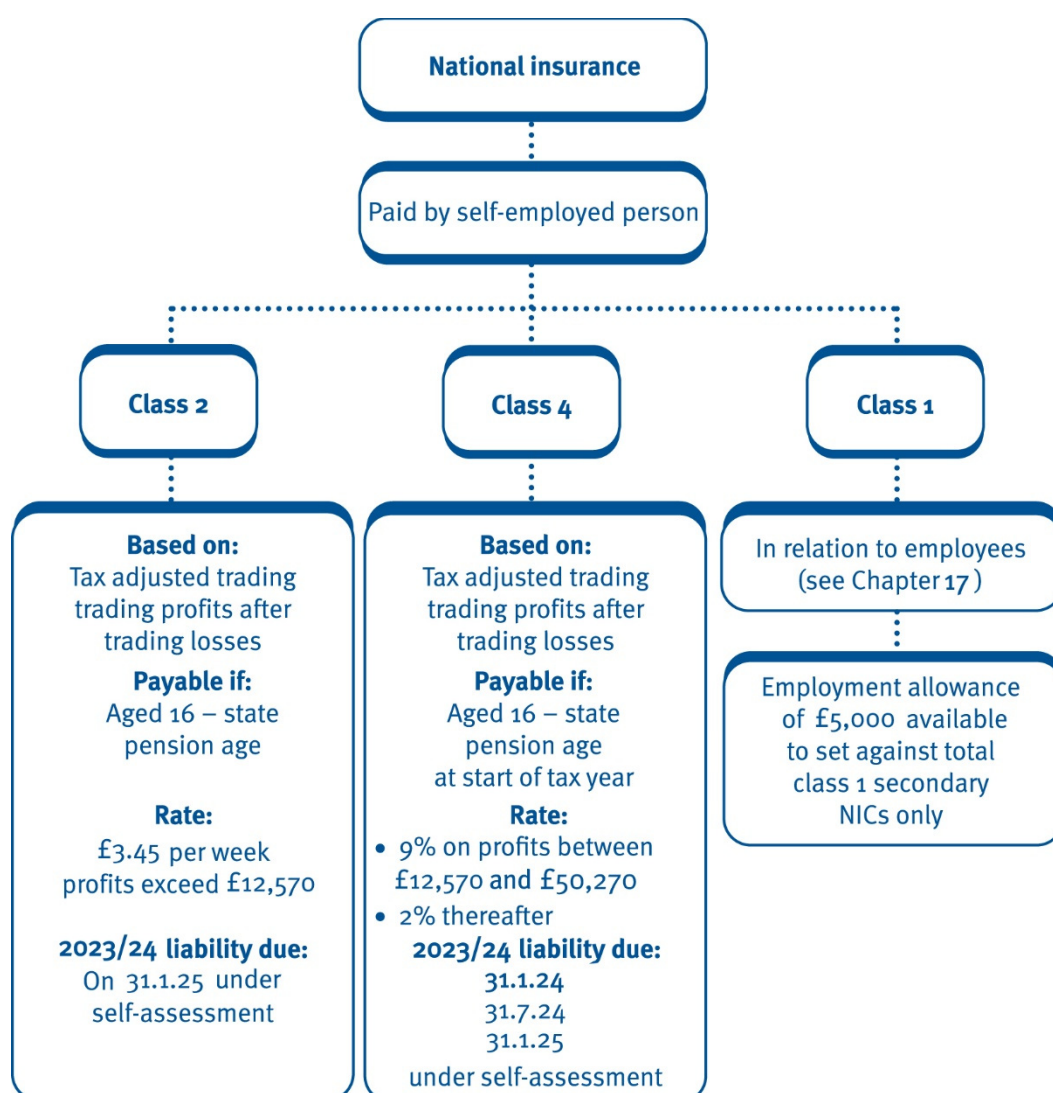 National insurance
Paid by self-employed person
Class 2
Based on:
Tax adjusted trading
trading profits after
trading losses
Payable if:
Aged 16 – state
pension age
Rate:
£3.45 per week
profits exceed £12,570
2023/24 liability due:
On 31.1.25 under
self-assessment
Class 4
Based on:
Tax adjusted trading
trading profits after
trading losses
Payable if:
Aged 16 – state
pension age
at start of tax year
Rate:
• 9% on profits between
£12,570 and £50,270
• 2% thereafter
2023/24 liability due:
31.1.24
31.7.24
31.1.25
under self-assessment
Class 1
In relation to employees
(see Chapter 17 )
Employment allowance
of £5,000 available
to set against total
class 1 secondary
NICs only